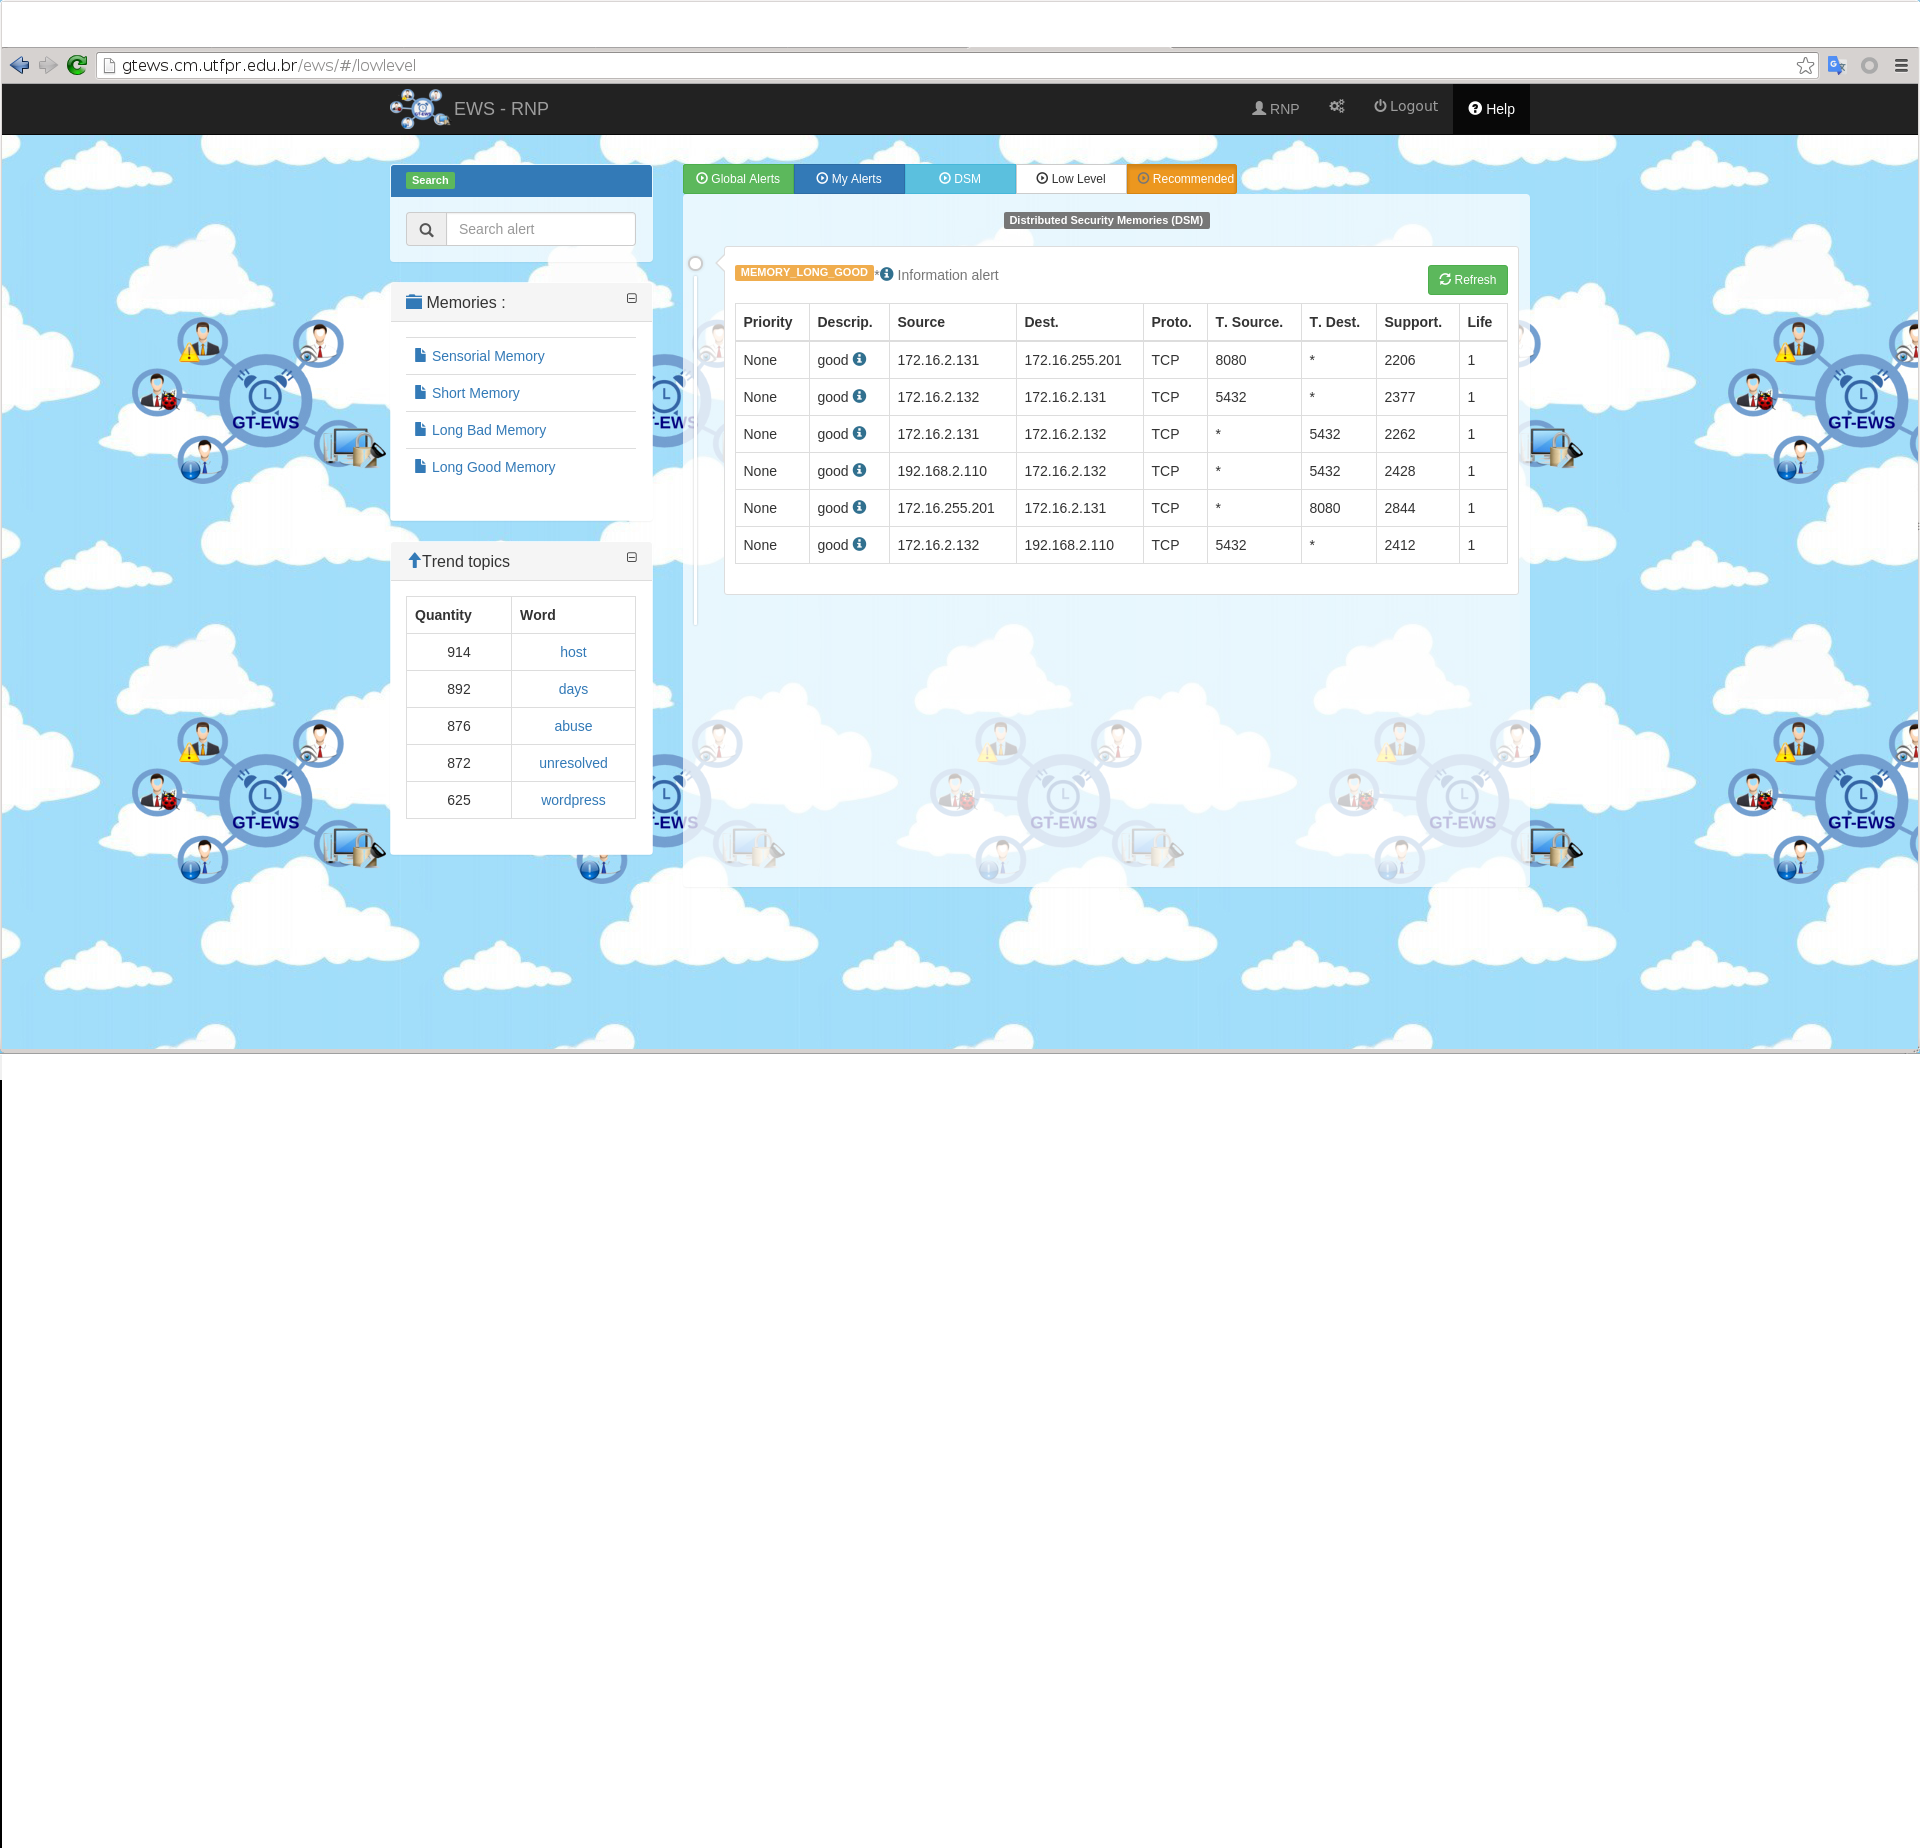 gtews.cm.utfpr.edu.br/ews/#/lowlevel
EWS - RNP
RNP
Logout
Help
Search
Search alert
Memories :
Sensorial Memory
Short Memory
Long Bad Memory
Long Good Memory
Trend topics
Quantity Word
914 host
892 days
876 abuse
872 unresolved
625 wordpress
Global Alerts My Alerts DSM Low Level Recommended
Distributed Security Memories (DSM)
MEMORY_LONG_GOOD * Information alert
Refresh
Priority Descrip. Source Dest. Proto. T. Source. T. Dest. Support. Life
None good 172.16.2.131 172.16.255.201 TCP 8080 * 2206 1
None good 172.16.2.132 172.16.2.131 TCP 5432 * 2377 1
None good 172.16.2.131 172.16.2.132 TCP * 5432 2262 1
None good 192.168.2.110 172.16.2.132 TCP * 5432 2428 1
None good 172.16.255.201 172.16.2.131 TCP * 8080 2844 1
None good 172.16.2.132 192.168.2.110 TCP 5432 * 2412 1
GT-EWS
GT-EWS
GT-EWS
GT-EWS
GT-EWS
GT-EWS